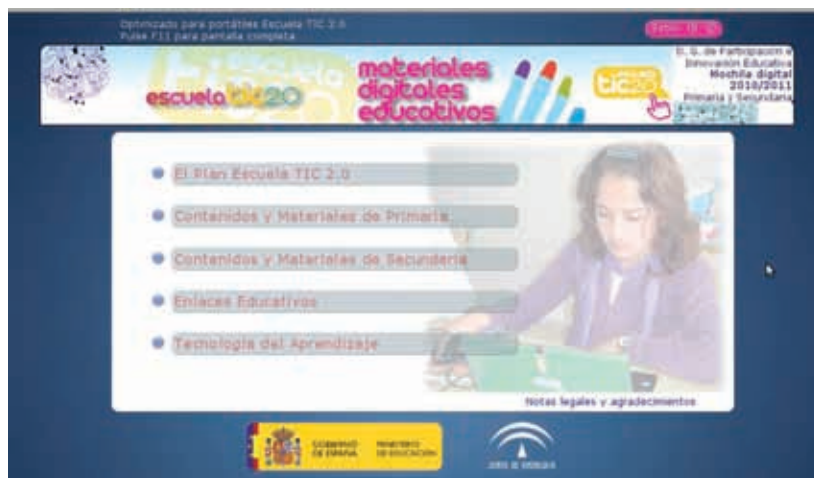 Optimizado para portátiles Escuela TIC 2.0
Pulse F11 para pantalla completa
escuela tic 2.0
materiales
digitales
educativos
tic 2.0
D. G. de Participación e
Innovación Educativa
Mochila digital
2010/2011
Primaria y Secundaria
El Plan Escuela TIC 2.0
Contenidos y Materiales de Primaria
Contenidos y Materiales de Secundaria
Enlaces Educativos
Tecnología del Aprendizaje
Notas legales y agradecimientos
GOBIERNO
DE ESPAÑA
MINISTERIO
DE EDUCACIÓN
JUNTA DE ANDALUCIA